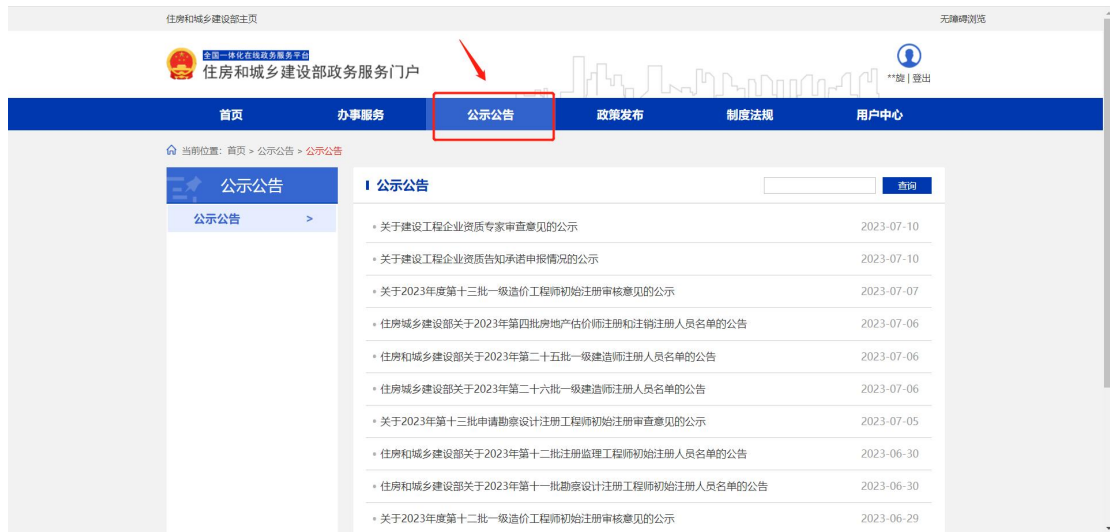 住房和城乡建设部主页 无障碍浏览
全国一体化在线政务服务平台
住房和城乡建设部政务服务门户
**旋 | 登出
首页 办事服务 公示公告 政策发布 制度法规 用户中心
当前位置：首页 > 公示公告 > 公示公告
公示公告
公示公告 >
公示公告 查询
关于建设工程企业资质专家审查意见的公示 2023-07-10
关于建设工程企业资质告知承诺申报情况的公示 2023-07-10
关于2023年度第十三批一级造价工程师初始注册审核意见的公示 2023-07-07
住房城乡建设部关于2023年第四批房地产估价师注册和注销注册人员名单的公告 2023-07-06
住房和城乡建设部关于2023年第二十五批一级建造师注册人员名单的公告 2023-07-06
住房城乡建设部关于2023年第二十六批一级建造师注册人员名单的公告 2023-07-06
关于2023年第十三批申请勘察设计注册工程师初始注册审查意见的公示 2023-07-05
住房和城乡建设部关于2023年第十二批注册监理工程师初始注册人员名单的公告 2023-06-30
住房和城乡建设部关于2023年第十一批勘察设计注册工程师初始注册人员名单的公告 2023-06-30
关于2023年度第十二批一级造价工程师初始注册审核意见的公示 2023-06-29